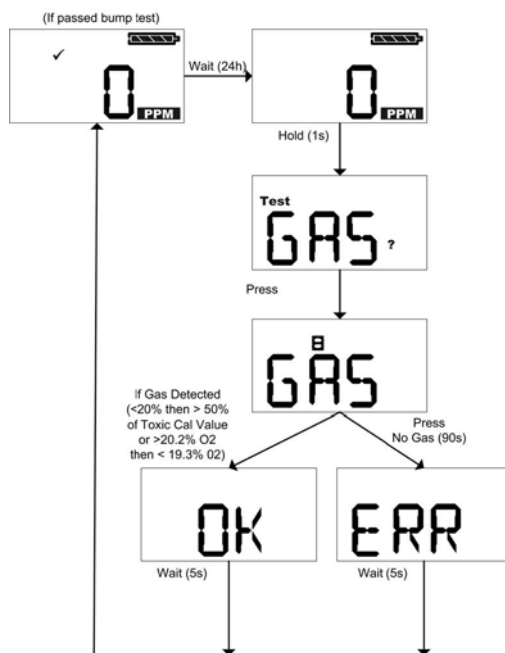 (If passed bump test)
✓
0
PPM
Wait (24h)
0
PPM
Hold (1s)
Test
GAS ?
Press
8
GAS
If Gas Detected
(<20% then > 50%
of Toxic Cal Value
or >20.2% O2
then < 19.3% 02)
Press
No Gas (90s)
OK
ERR
Wait (5s)
Wait (5s)